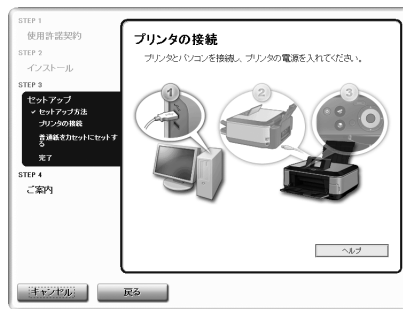 STEP 1
使用許諾契約
STEP 2
インストール
STEP 3
セットアップ
✓ セットアップ方法
プリンタの接続
普通紙をカセットにセットす
る
完了
STEP 4
ご案内
プリンタの接続
プリンタとパソコンを接続し、プリンタの電源を入れてください。
1
2
3
ヘルプ
キャンセル
戻る